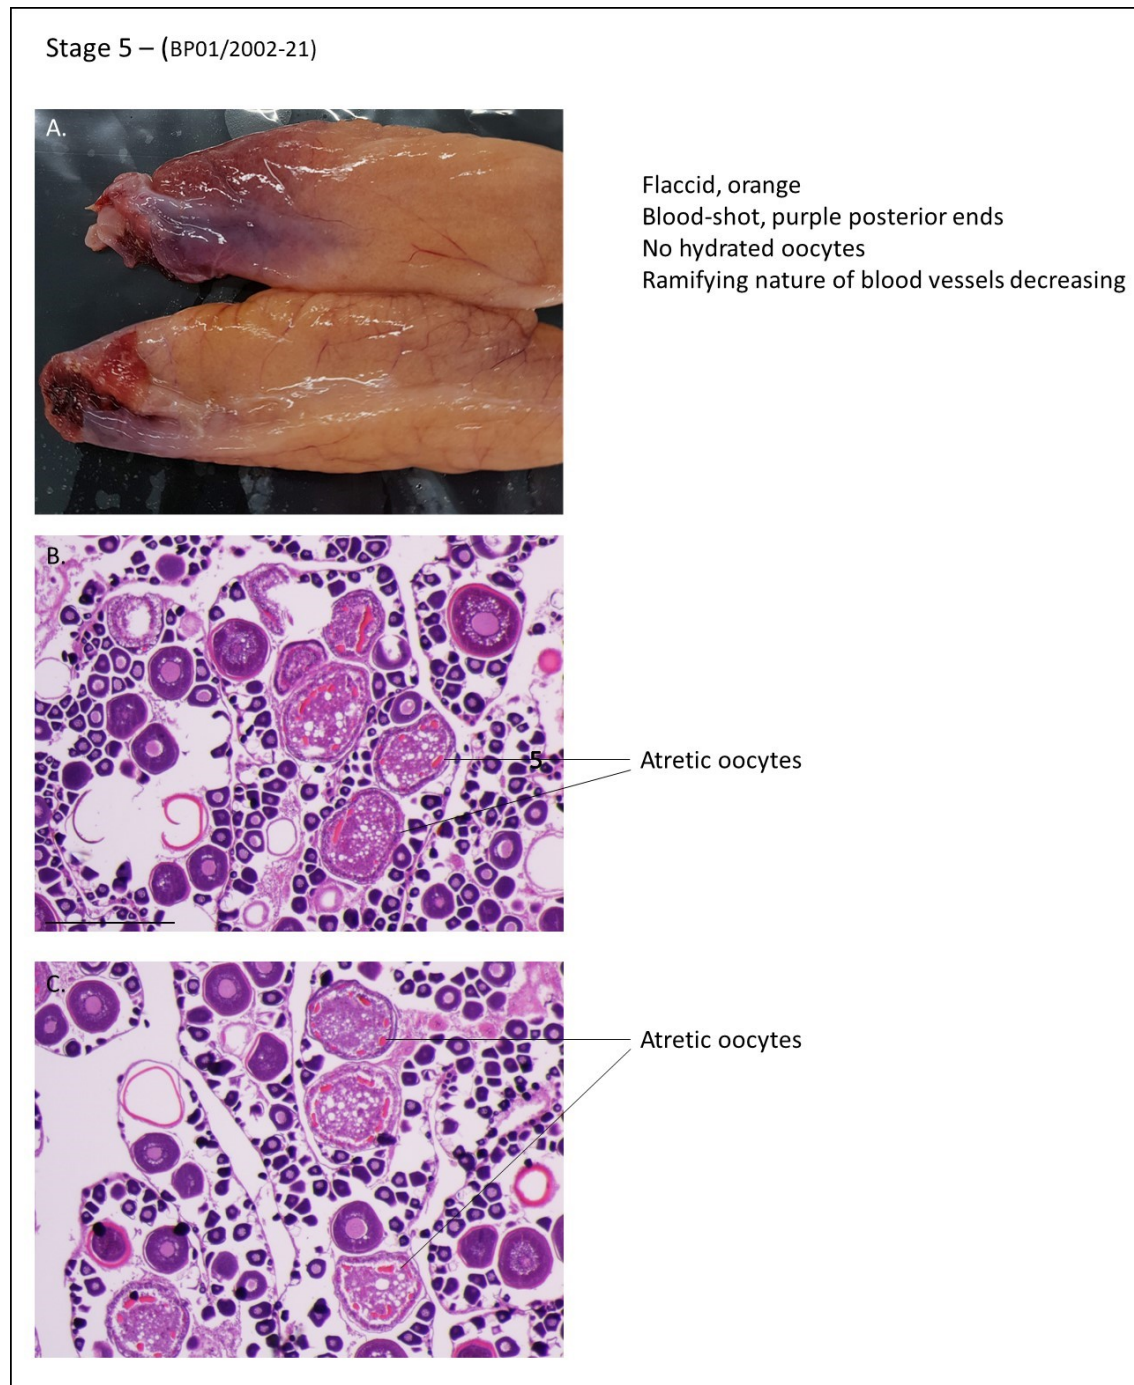 Stage 5 – (BP01/2002-21)
A.
Flaccid, orange
Blood-shot, purple posterior ends
No hydrated oocytes
Ramifying nature of blood vessels decreasing
B.
5.
Atretic oocytes
C.
Atretic oocytes